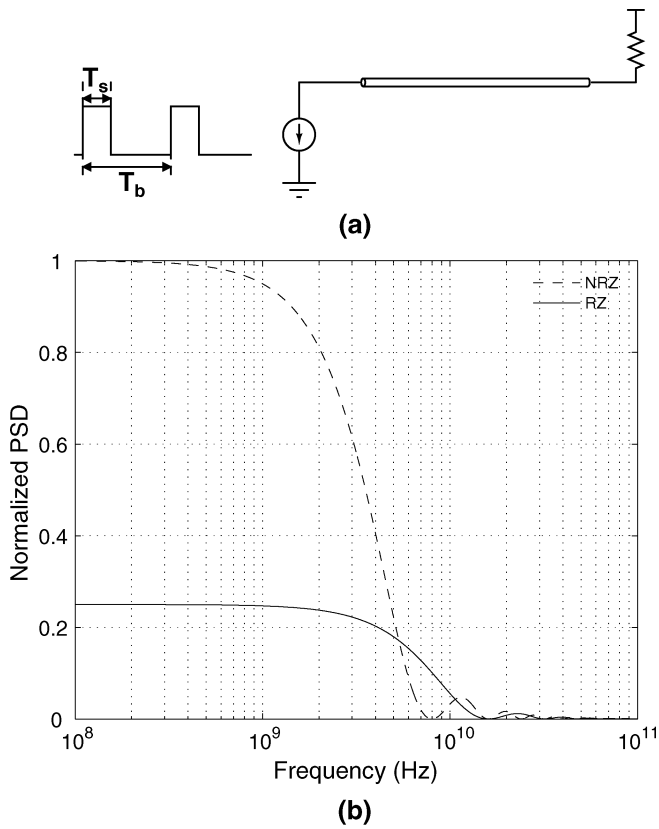 Ts
Tb
(a)
1
0.8
0.6
0.4
0.2
0
Normalized PSD
NRZ
RZ
10^8
10^9
10^10
10^11
Frequency (Hz)
(b)